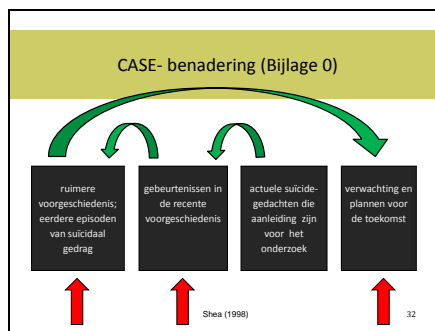 CASE- benadering (Bijlage 0)
ruimere
voorgeschiedenis;
eerdere episoden
van suïcidaal
gedrag
gebeurtenissen in
de recente
voorgeschiedenis
actuele suïcide-
gedachten die
aanleiding zijn
voor het
onderzoek
verwachting en
plannen voor
de toekomst
Shea (1998)
32